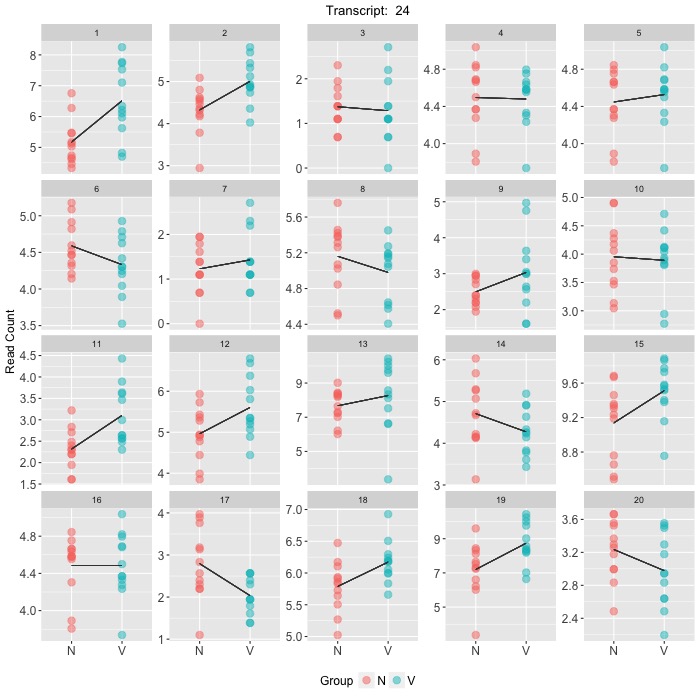 Transcript: 24
1 2 3 4 5
8 7 6 5
5 4 3
2 1 0
4.8 4.4 4.0
4.8 4.4 4.0
6 7 8 9 10
5.0 4.5 4.0 3.5
2 1 0
5.6 5.2 4.8 4.4
5 4 3 2
5.0 4.5 4.0 3.5 3.0
Read Count
11 12 13 14 15
4.5 4.0 3.5 3.0 2.5 2.0 1.5
6 5 4
9 7 5
6 5 4 3
9.6 9.2 8.8
16 17 18 19 20
4.8 4.4 4.0
4 3 2 1
7.0 6.5 6.0 5.5 5.0
9 7 5
3.6 3.2 2.8 2.4
N V N V N V N V N V
Group N V